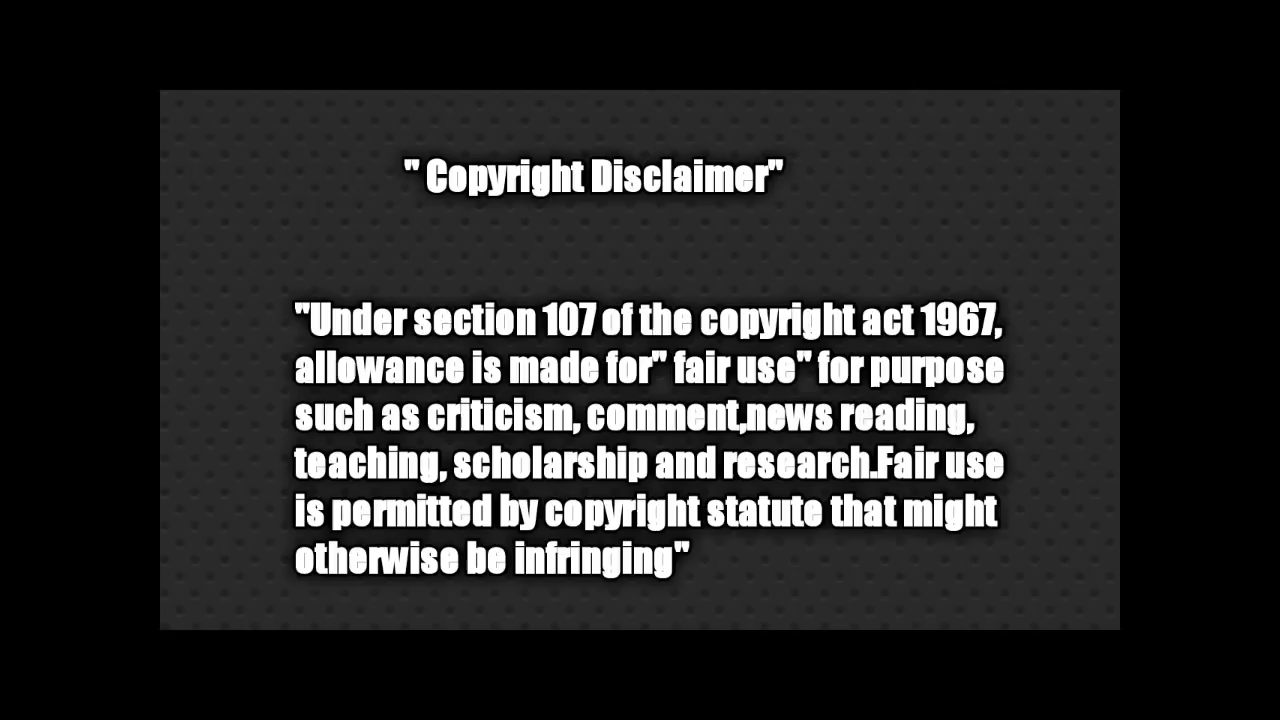 " Copyright Disclaimer"
"Under section 107 of the copyright act 1967,
allowance is made for" fair use" for purpose
such as criticism, comment,news reading,
teaching, scholarship and research.Fair use
is permitted by copyright statute that might
otherwise be infringing"